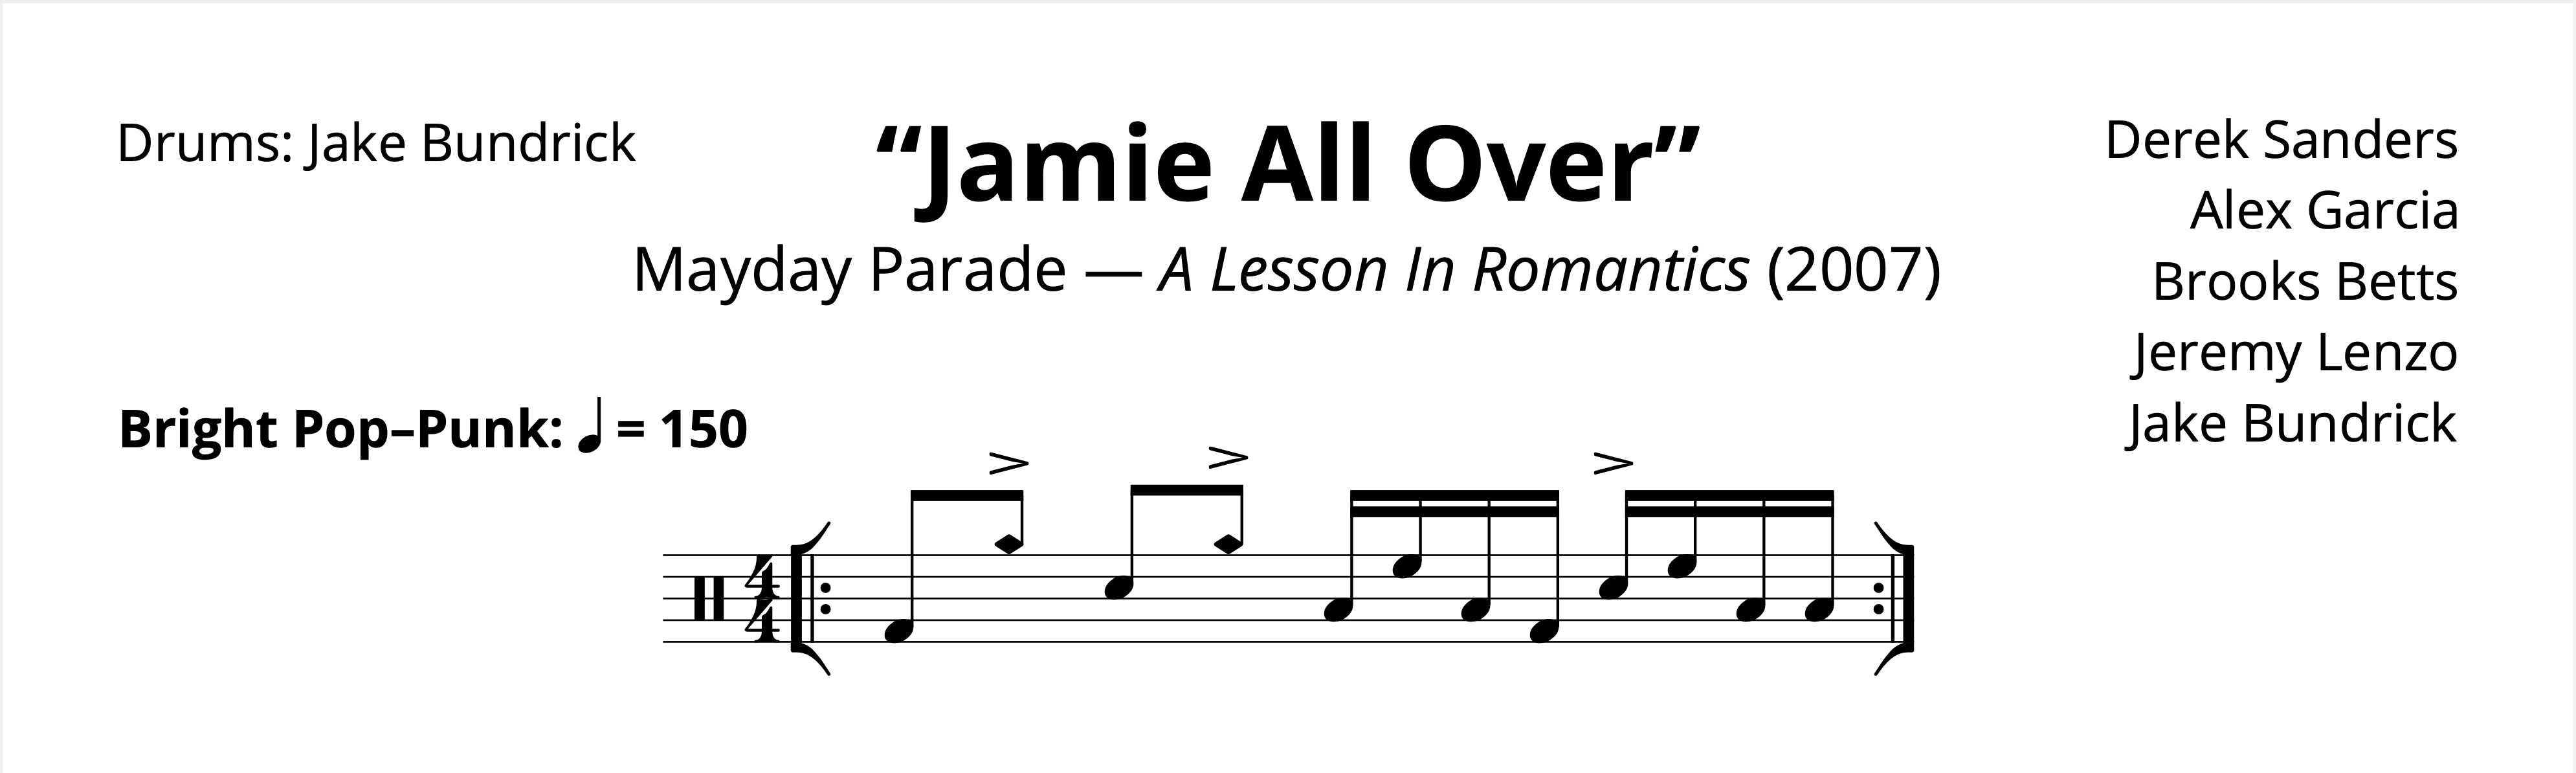 Drums: Jake Bundrick
“Jamie All Over”
Mayday Parade — A Lesson In Romantics (2007)
Derek Sanders
Alex Garcia
Brooks Betts
Jeremy Lenzo
Jake Bundrick
Bright Pop–Punk: ♩ = 150
4
4